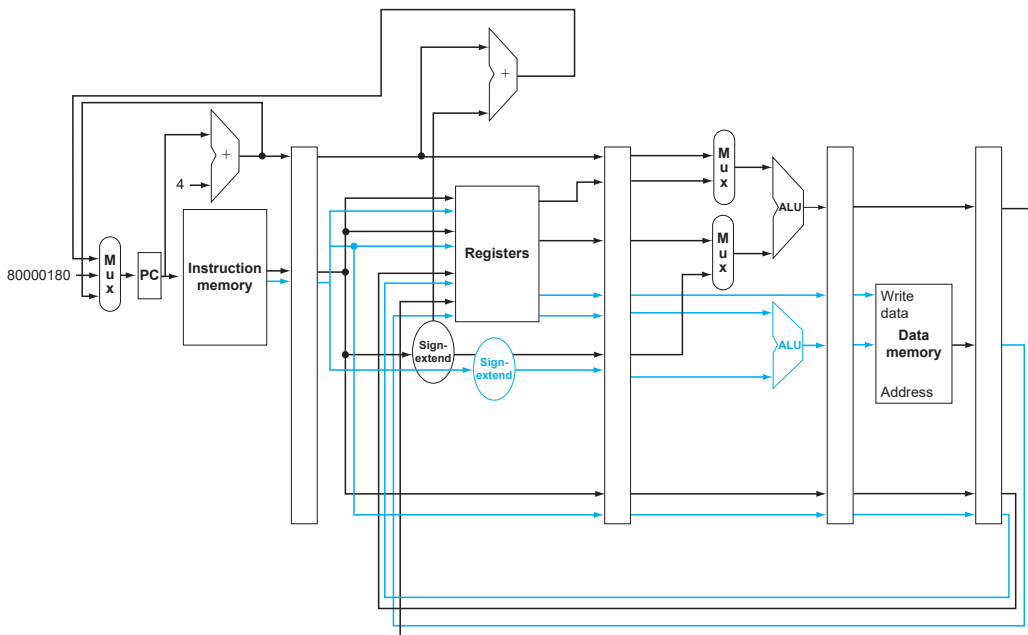 +
+
4
M
u
x
ALU
80000180
M
u
x
PC
Instruction
memory
Registers
M
u
x
Write
data
Data
memory
Address
Sign-
extend
Sign-
extend
ALU